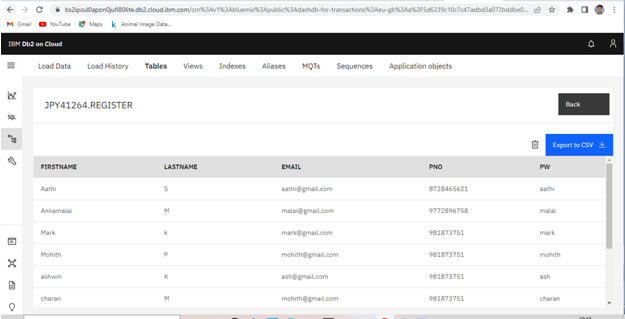 bs2ipcul0apon0jufi80lite.db2.cloud.ibm.com/crn%3Av1%3Abluemix%3Apublic%3Adashdb-for-transactions%3Aeu-gb%3Aa%2F5d6239c10c7c47adbd3a072bddbe0...
Gmail YouTube Maps Animal Image Data...
IBM Db2 on Cloud
Load Data Load History Tables Views Indexes Aliases MQTs Sequences Application objects
JPY41264.REGISTER Back
Export to CSV
SQL
FIRSTNAME LASTNAME EMAIL PNO PW
Aathi S aathi@gmail.com 8728465621 aathi
Annamalai M malai@gmail.com 9772896758 malai
Mark k mark@gmail.com 981873751 mark
Mohith P mohith@gmail.com 981873751 mohith
ashwin K ash@gmail.com 981873751 ash
charan M mohith@gmail.com 981873751 charan